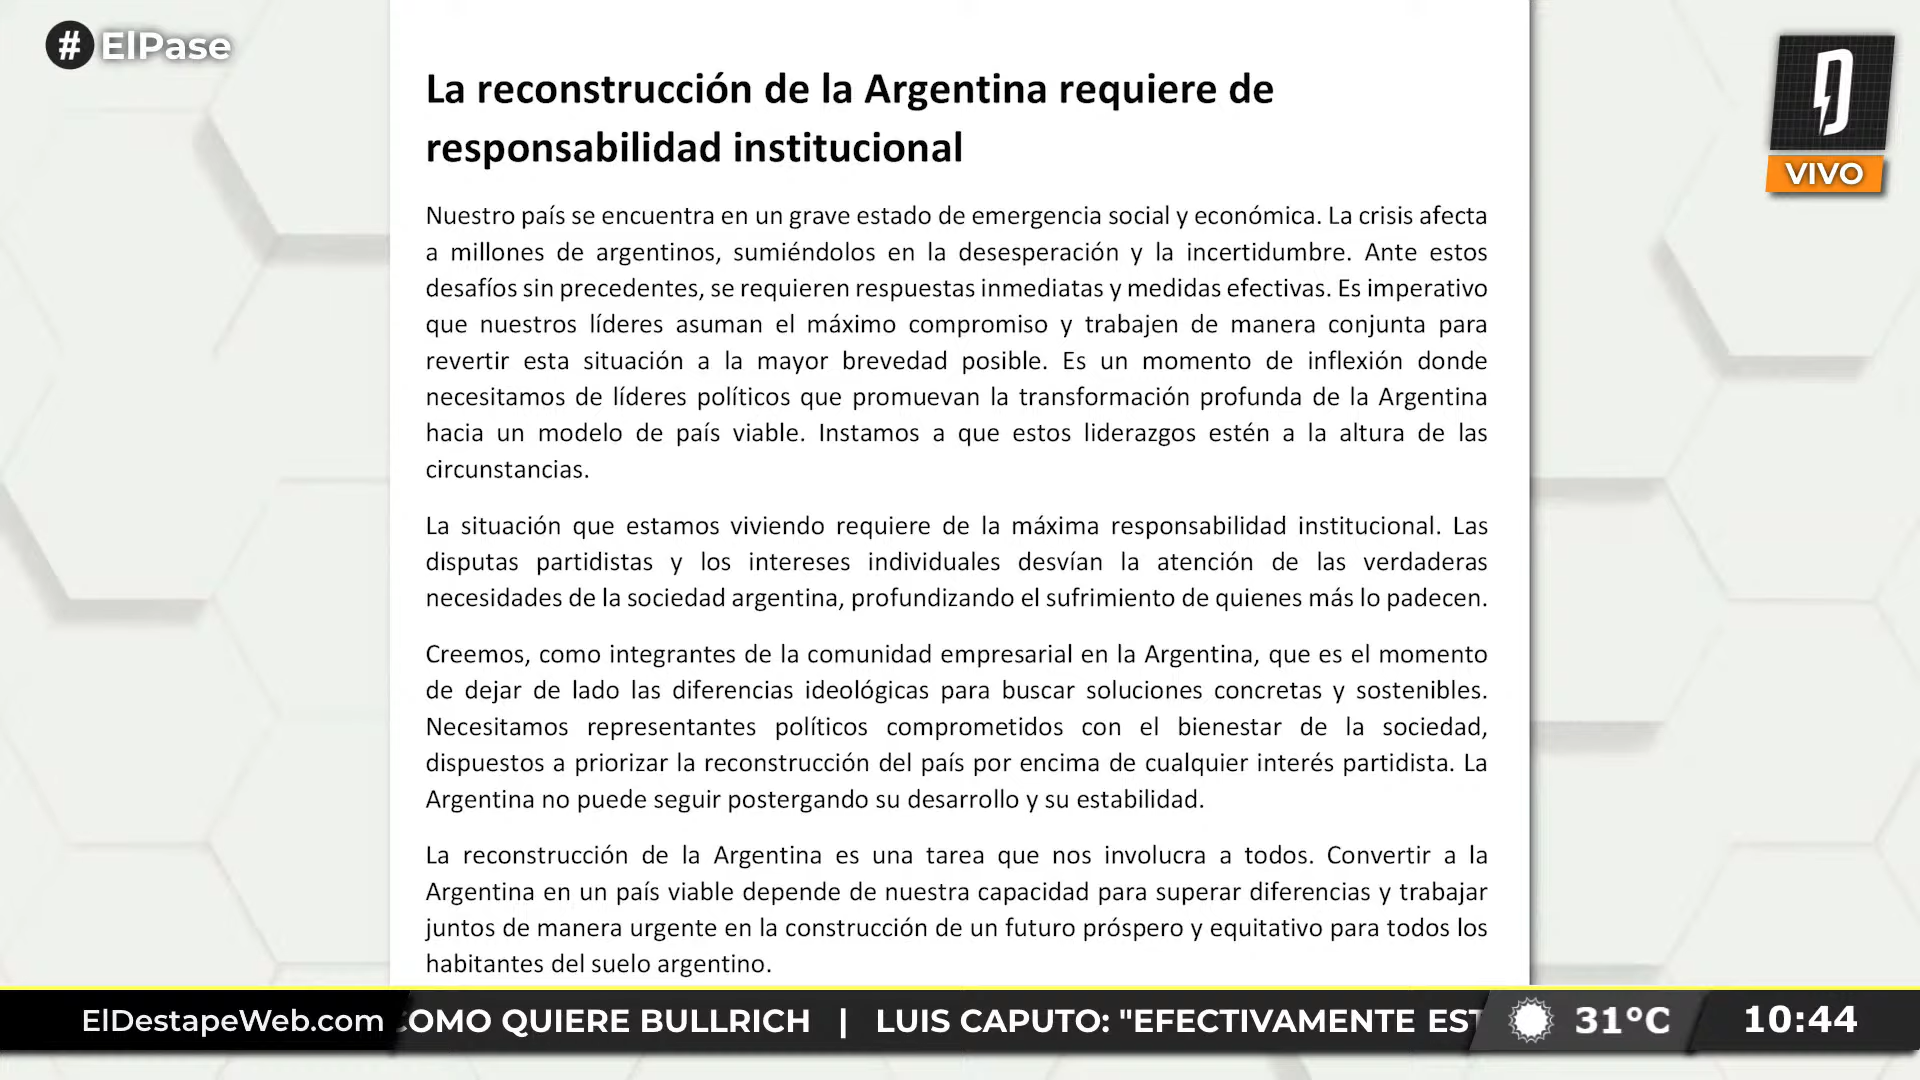 # ElPase
VIVO
La reconstrucción de la Argentina requiere de
responsabilidad institucional
Nuestro país se encuentra en un grave estado de emergencia social y económica. La crisis afecta
a millones de argentinos, sumiéndolos en la desesperación y la incertidumbre. Ante estos
desafíos sin precedentes, se requieren respuestas inmediatas y medidas efectivas. Es imperativo
que nuestros líderes asuman el máximo compromiso y trabajen de manera conjunta para
revertir esta situación a la mayor brevedad posible. Es un momento de inflexión donde
necesitamos de líderes políticos que promuevan la transformación profunda de la Argentina
hacia un modelo de país viable. Instamos a que estos liderazgos estén a la altura de las
circunstancias.
La situación que estamos viviendo requiere de la máxima responsabilidad institucional. Las
disputas partidistas y los intereses individuales desvían la atención de las verdaderas
necesidades de la sociedad argentina, profundizando el sufrimiento de quienes más lo padecen.
Creemos, como integrantes de la comunidad empresarial en la Argentina, que es el momento
de dejar de lado las diferencias ideológicas para buscar soluciones concretas y sostenibles.
Necesitamos representantes políticos comprometidos con el bienestar de la sociedad,
dispuestos a priorizar la reconstrucción del país por encima de cualquier interés partidista. La
Argentina no puede seguir postergando su desarrollo y su estabilidad.
La reconstrucción de la Argentina es una tarea que nos involucra a todos. Convertir a la
Argentina en un país viable depende de nuestra capacidad para superar diferencias y trabajar
juntos de manera urgente en la construcción de un futuro próspero y equitativo para todos los
habitantes del suelo argentino.
ElDestapeWeb.com OMO QUIERE BULLRICH | LUIS CAPUTO: "EFECTIVAMENTE EST 31°C 10:44